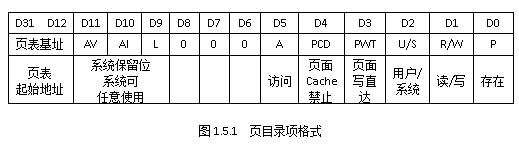 D31 D12 D11 D10 D9 D8 D7 D6 D5 D4 D3 D2 D1 D0
页表基址 AV AI L 0 0 0 A PCD PWT U/S R/W P
页表
起始地址
系统保留位
系统可
任意使用
访问
页面
Cache
禁止
页面
写直
达
用户/
系统
读/写
存在
图1.5.1 页目录项格式